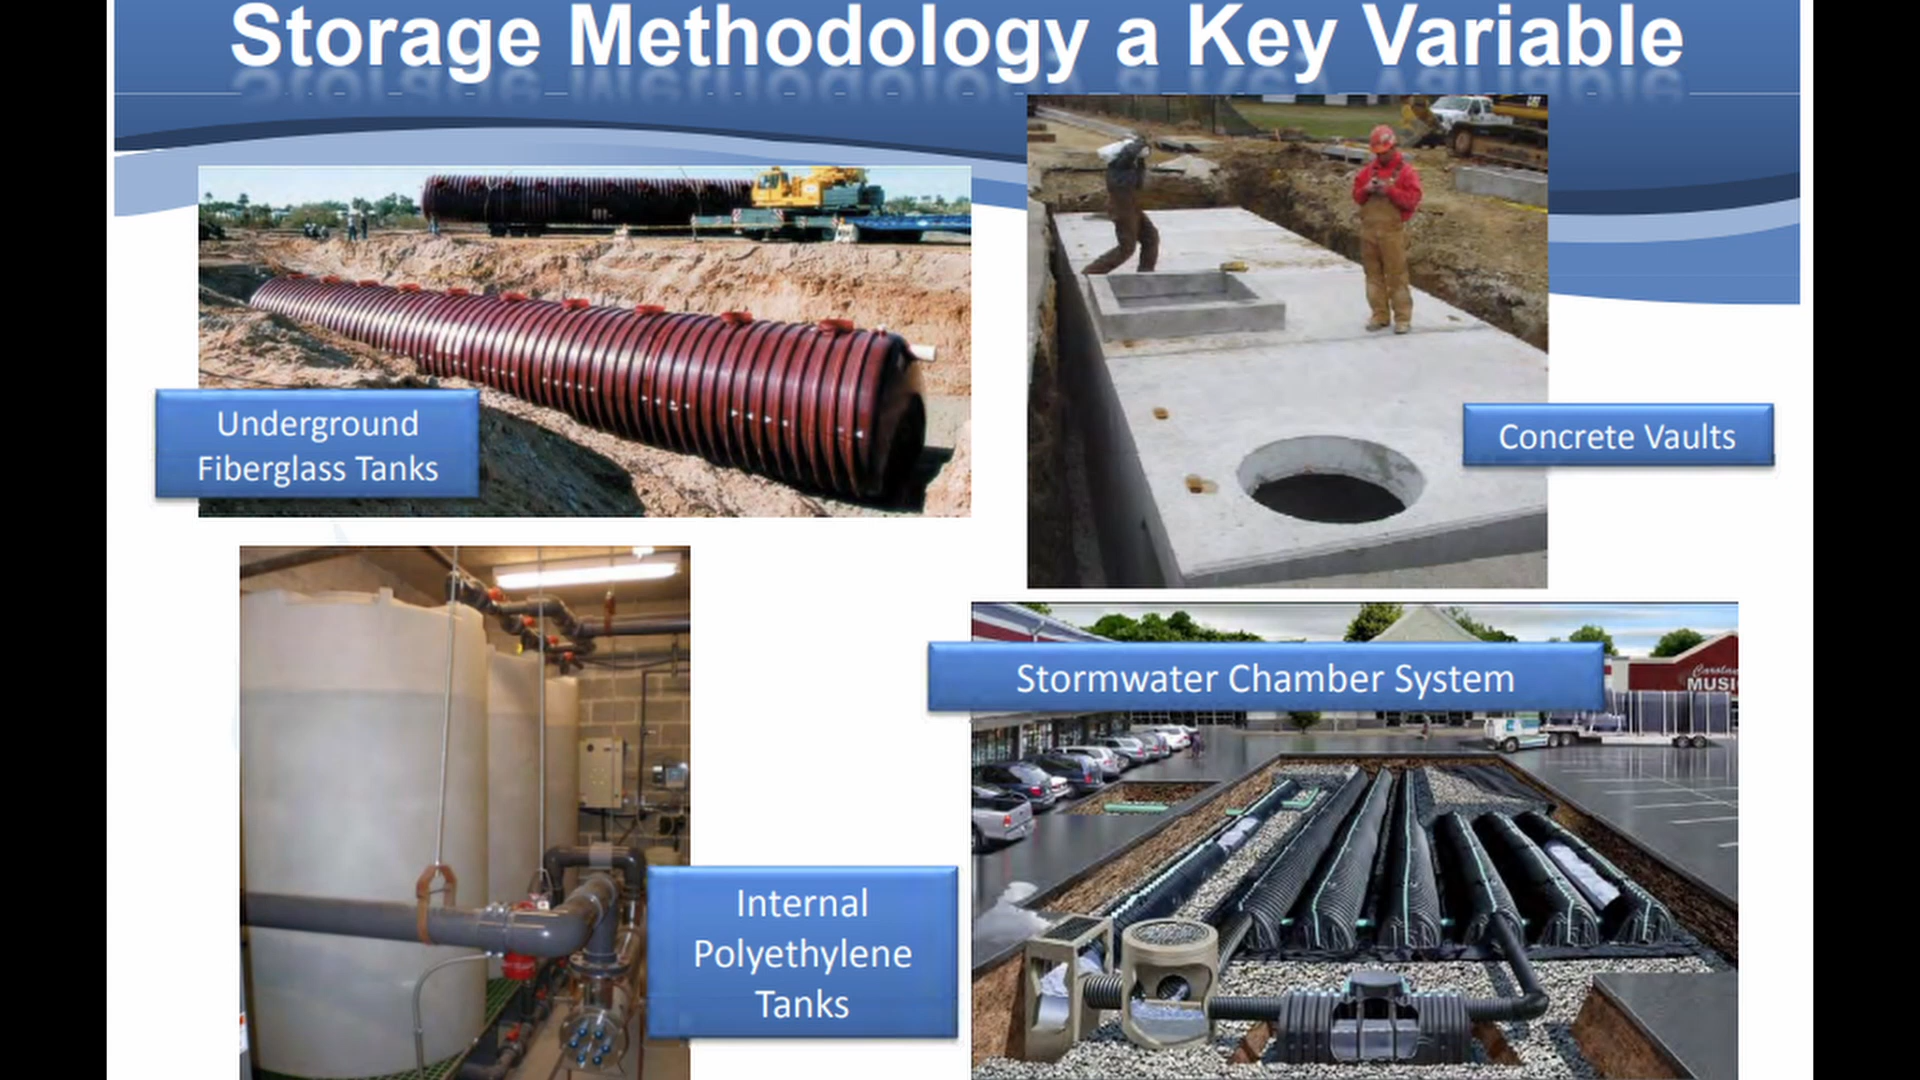 Storage Methodology a Key Variable
Underground
Fiberglass Tanks
Concrete Vaults
Stormwater Chamber System
MUSI
Internal
Polyethylene
Tanks